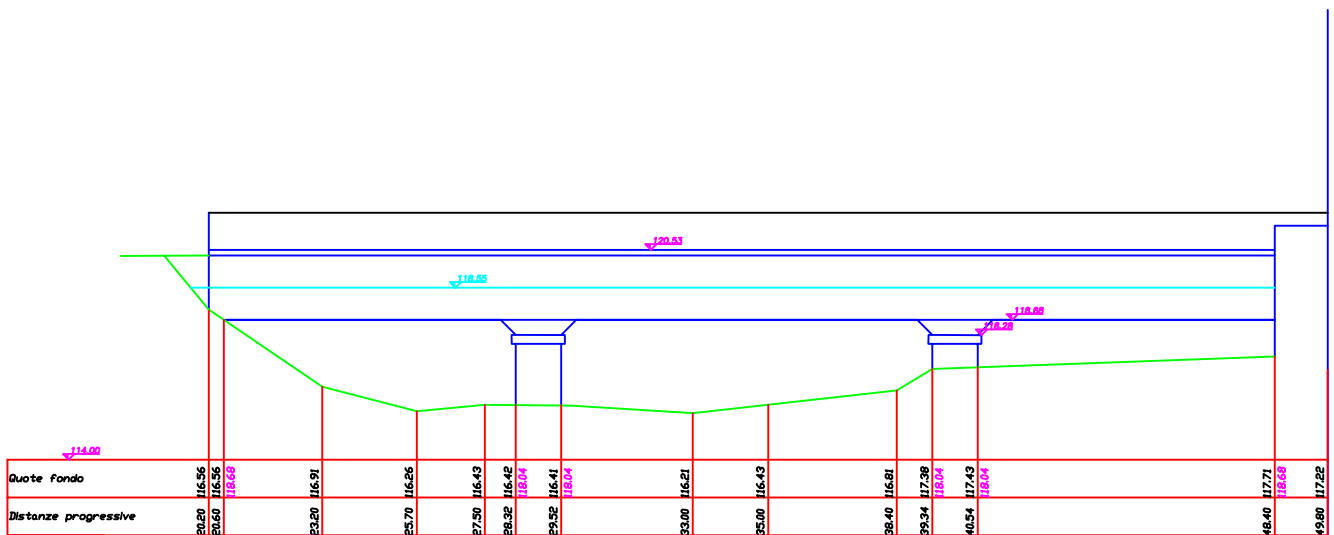 120.53
118.55
118.68
118.28
114.00
Quote fondo 116.56 116.56 118.68 116.91 116.26 116.43 116.42 118.04 116.41 118.04 116.21 116.43 116.81 117.38 118.04 117.43 118.04 117.71 118.68 117.22
Distanze progressive 20.20 20.60 23.20 25.70 27.50 28.32 29.52 33.00 35.00 38.40 39.34 40.54 48.40 49.80